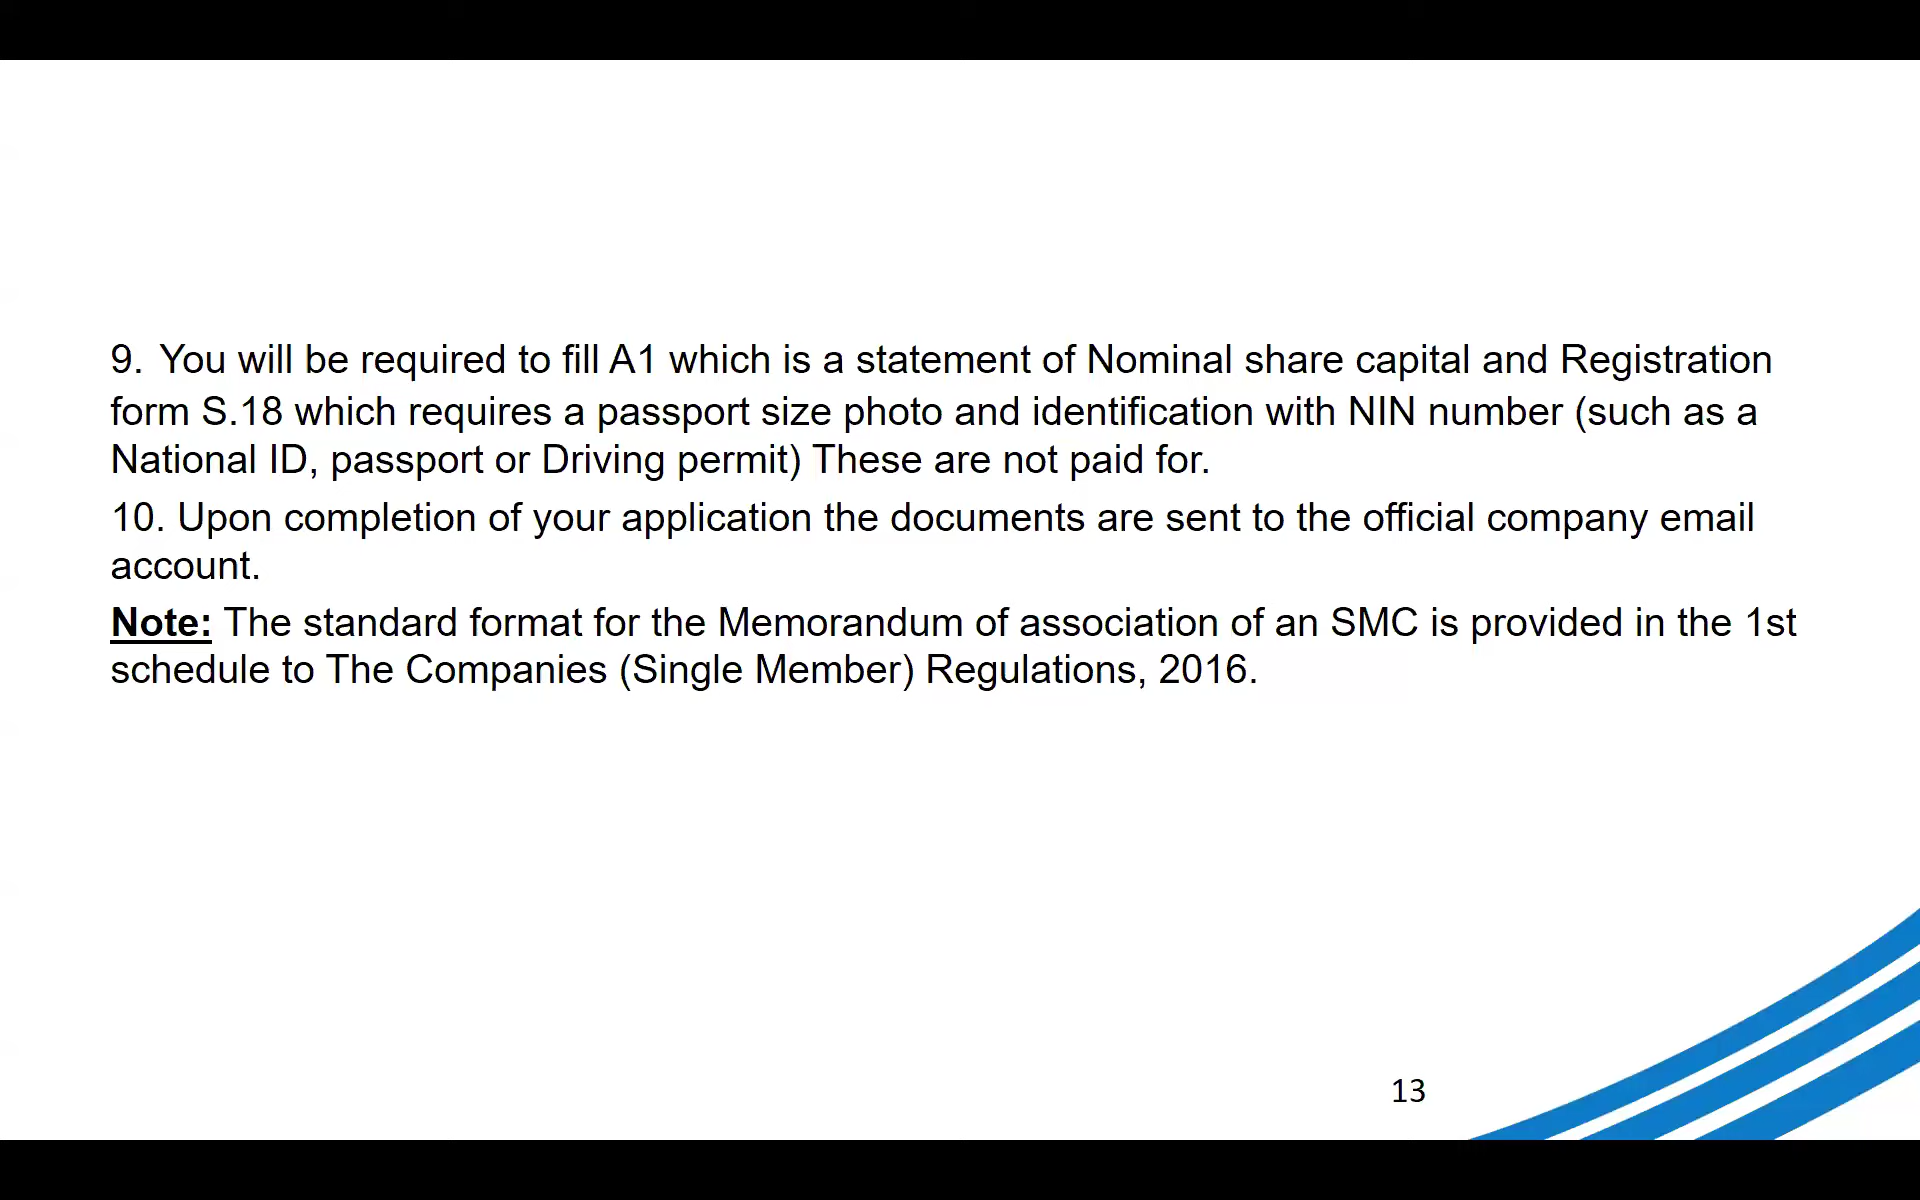 9. You will be required to fill A1 which is a statement of Nominal share capital and Registration
form S.18 which requires a passport size photo and identification with NIN number (such as a
National ID, passport or Driving permit) These are not paid for.
10. Upon completion of your application the documents are sent to the official company email
account.
Note: The standard format for the Memorandum of association of an SMC is provided in the 1st
schedule to The Companies (Single Member) Regulations, 2016.
13